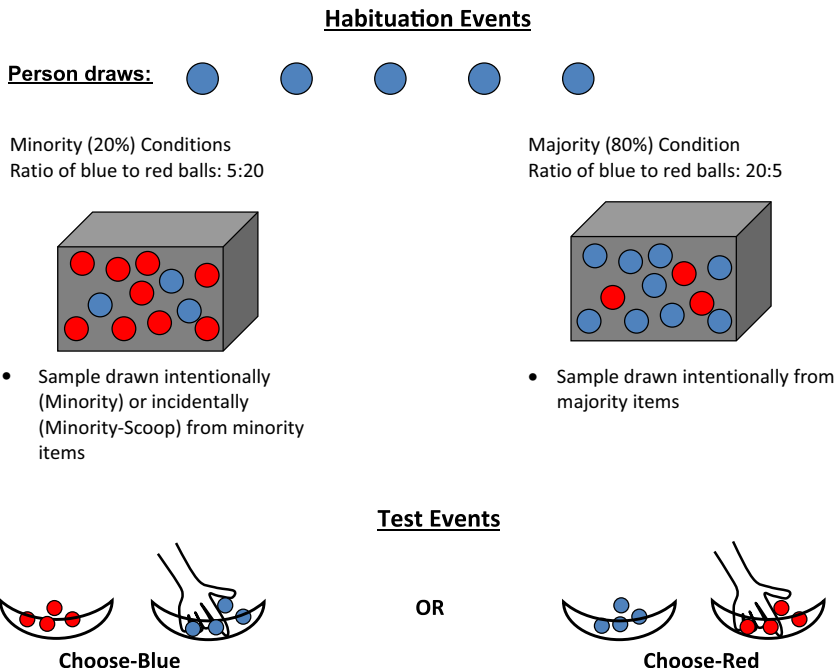 Habituation Events
Person draws:
Minority (20%) Conditions
Ratio of blue to red balls: 5:20
Majority (80%) Condition
Ratio of blue to red balls: 20:5
• Sample drawn intentionally
(Minority) or incidentally
(Minority-Scoop) from minority
items
• Sample drawn intentionally from
majority items
Test Events
OR
Choose-Blue
Choose-Red